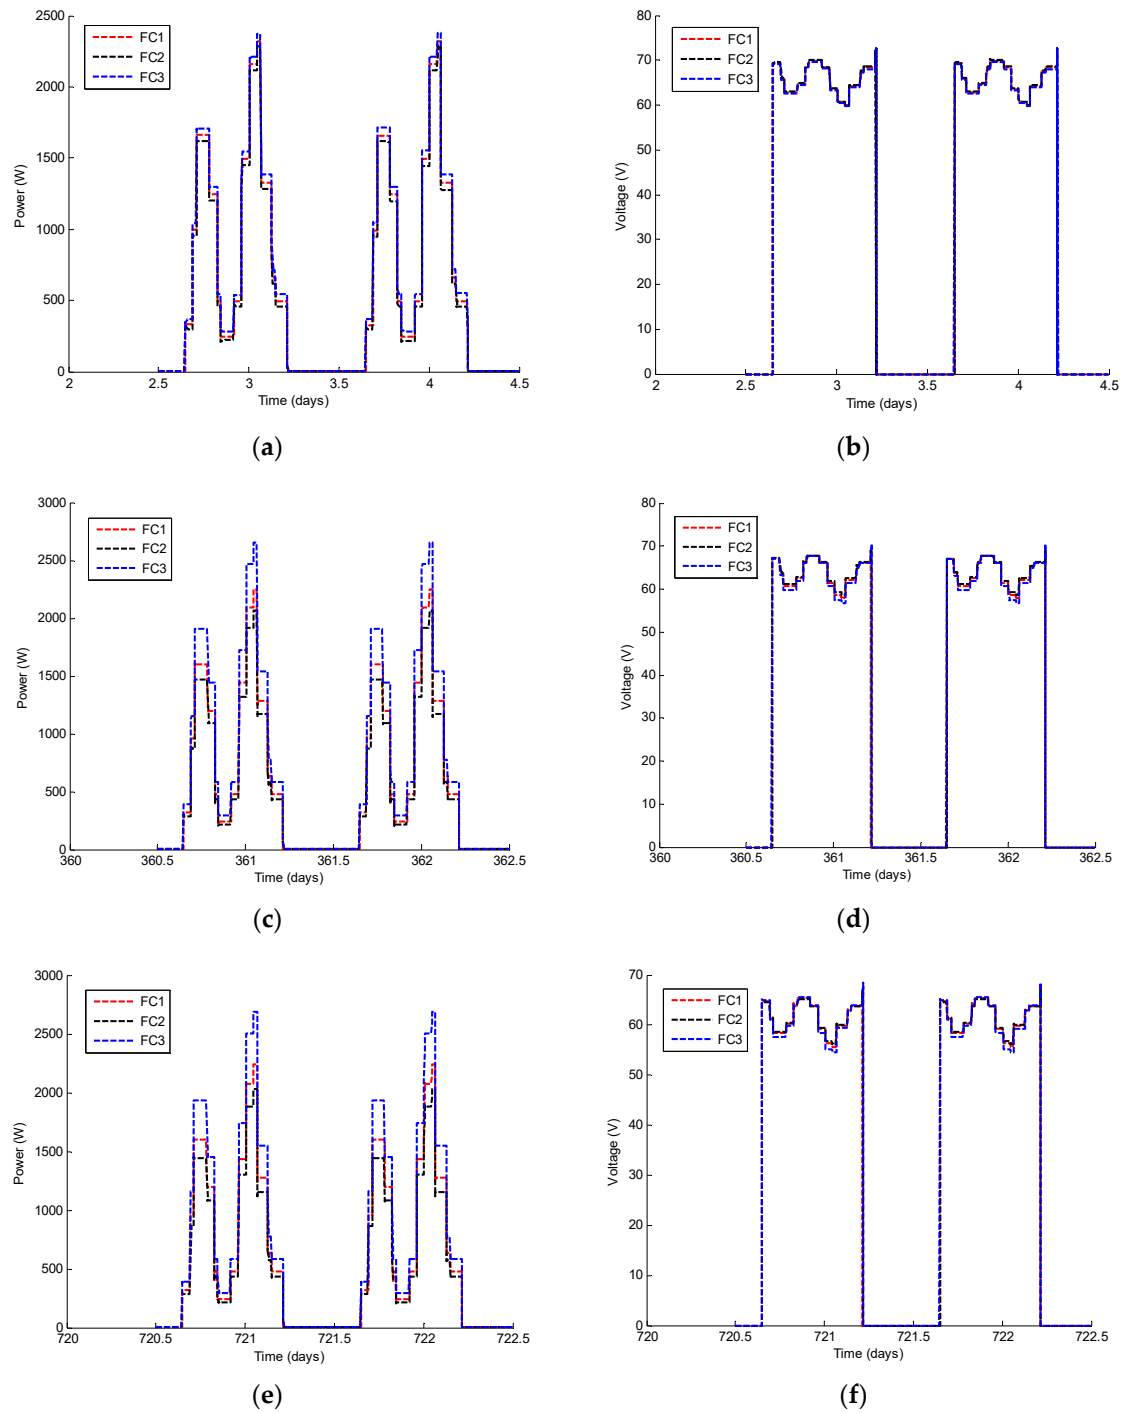 2500
2000
1500
1000
500
0
Power (W)
FC1
FC2
FC3
2
2.5
3
3.5
4
4.5
Time (days)
(a)
80
70
60
50
40
30
20
10
0
Voltage (V)
FC1
FC2
FC3
2
2.5
3
3.5
4
4.5
Time (days)
(b)
3000
2500
2000
1500
1000
500
0
Power (W)
FC1
FC2
FC3
360
360.5
361
361.5
362
362.5
Time (days)
(c)
80
70
60
50
40
30
20
10
0
Voltage (V)
FC1
FC2
FC3
360
360.5
361
361.5
362
362.5
Time (days)
(d)
3000
2500
2000
1500
1000
500
0
Power (W)
FC1
FC2
FC3
720
720.5
721
721.5
722
722.5
Time (days)
(e)
70
60
50
40
30
20
10
0
Voltage (V)
FC1
FC2
FC3
720
720.5
721
721.5
722
722.5
Time (days)
(f)